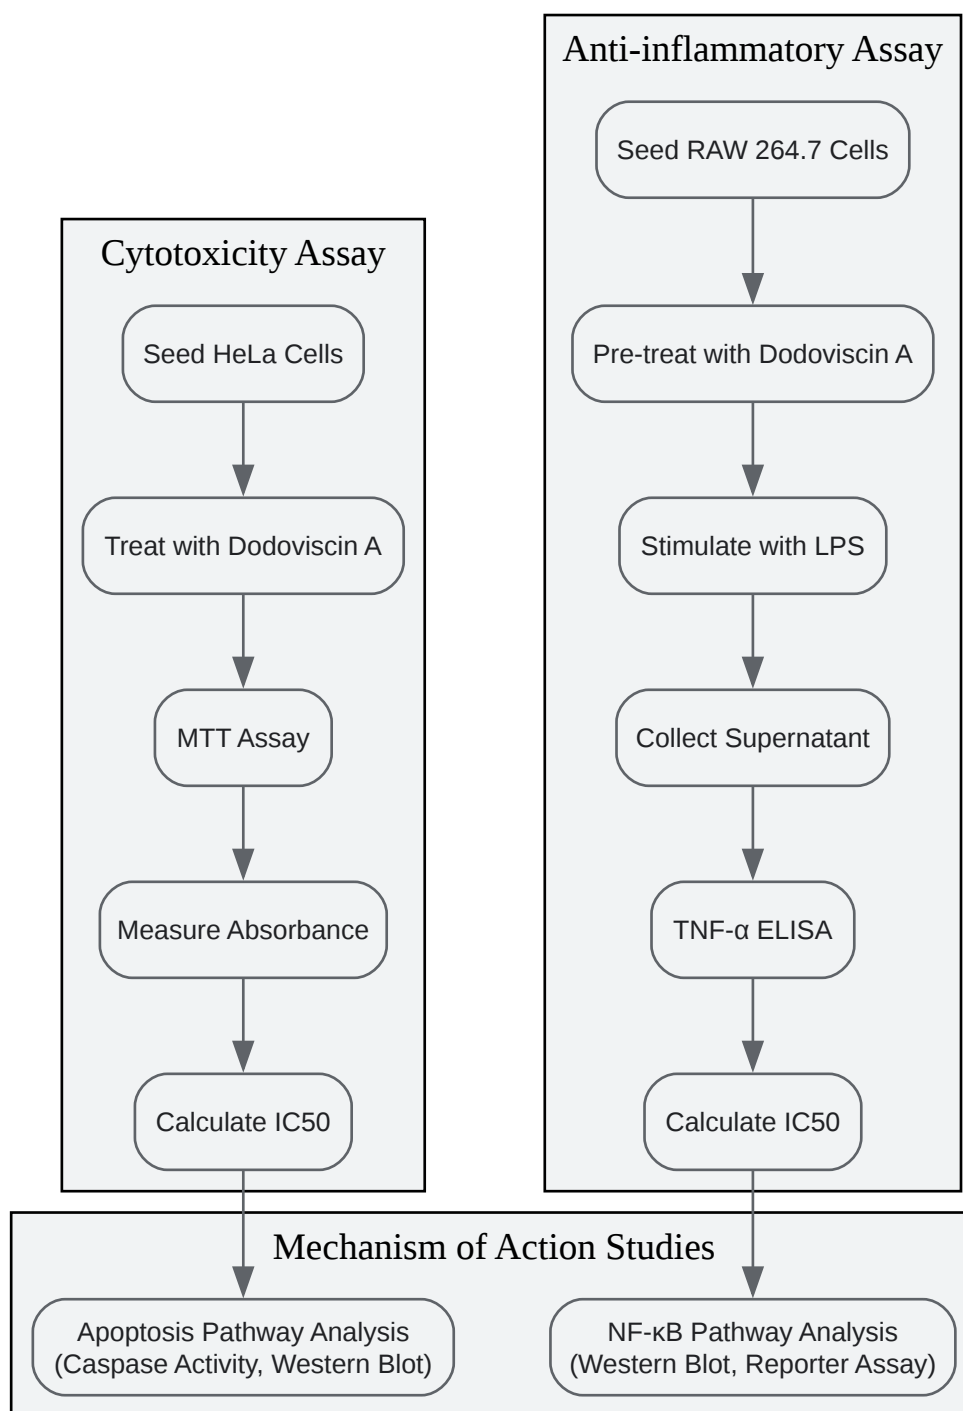 Cytotoxicity Assay
Seed HeLa Cells
Treat with Dodoviscin A
MTT Assay
Measure Absorbance
Calculate IC50
Anti-inflammatory Assay
Seed RAW 264.7 Cells
Pre-treat with Dodoviscin A
Stimulate with LPS
Collect Supernatant
TNF-α ELISA
Calculate IC50
Mechanism of Action Studies
Apoptosis Pathway Analysis
(Caspase Activity, Western Blot)
NF-κB Pathway Analysis
(Western Blot, Reporter Assay)